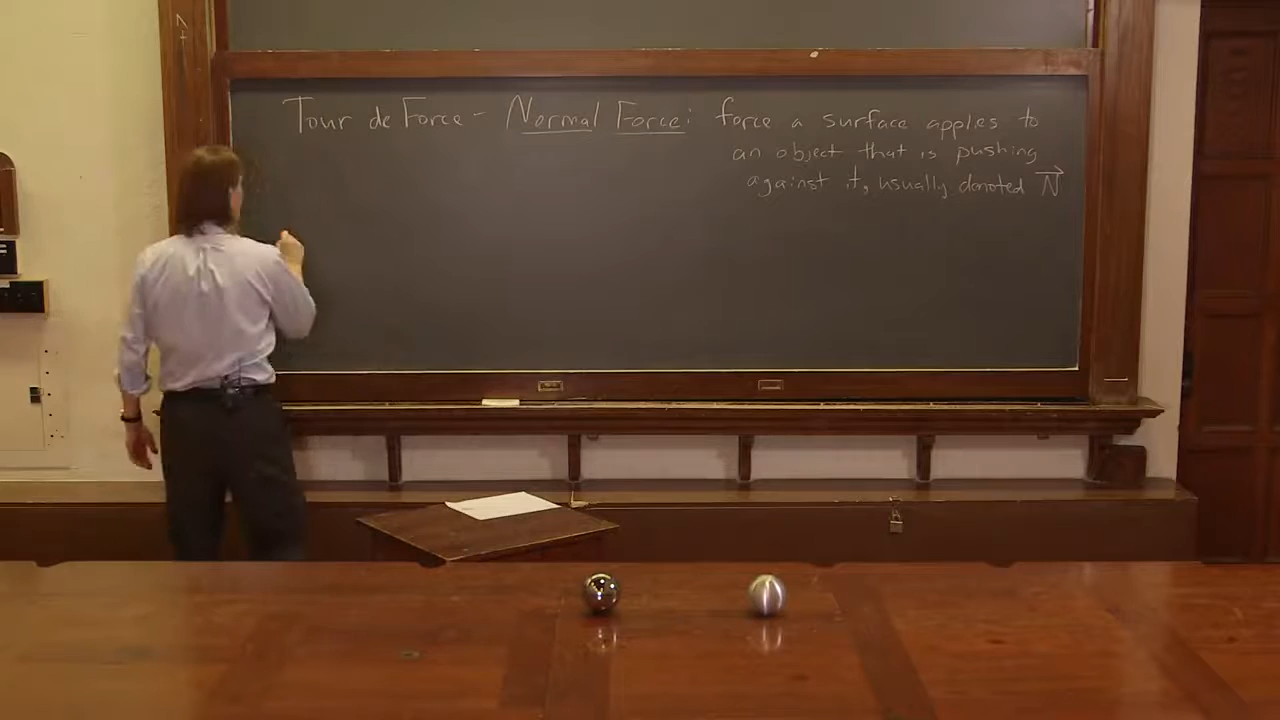 Tour de Force - Normal Force: force a surface applies to
an object that is pushing
against it, usually denoted N⃗